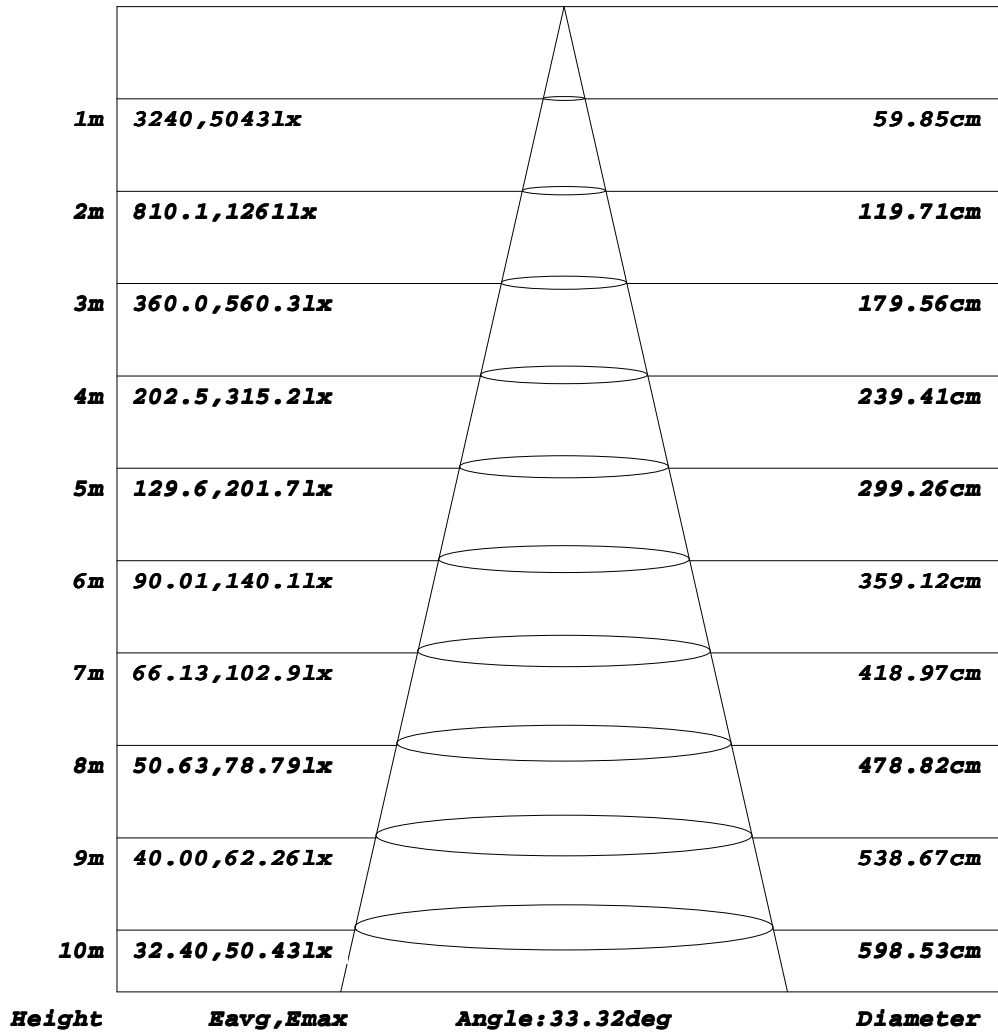 1m 3240,5043lx 59.85cm
2m 810.1,1261lx 119.71cm
3m 360.0,560.3lx 179.56cm
4m 202.5,315.2lx 239.41cm
5m 129.6,201.7lx 299.26cm
6m 90.01,140.1lx 359.12cm
7m 66.13,102.9lx 418.97cm
8m 50.63,78.79lx 478.82cm
9m 40.00,62.26lx 538.67cm
10m 32.40,50.43lx 598.53cm
Height Eavg,Emax Angle:33.32deg Diameter